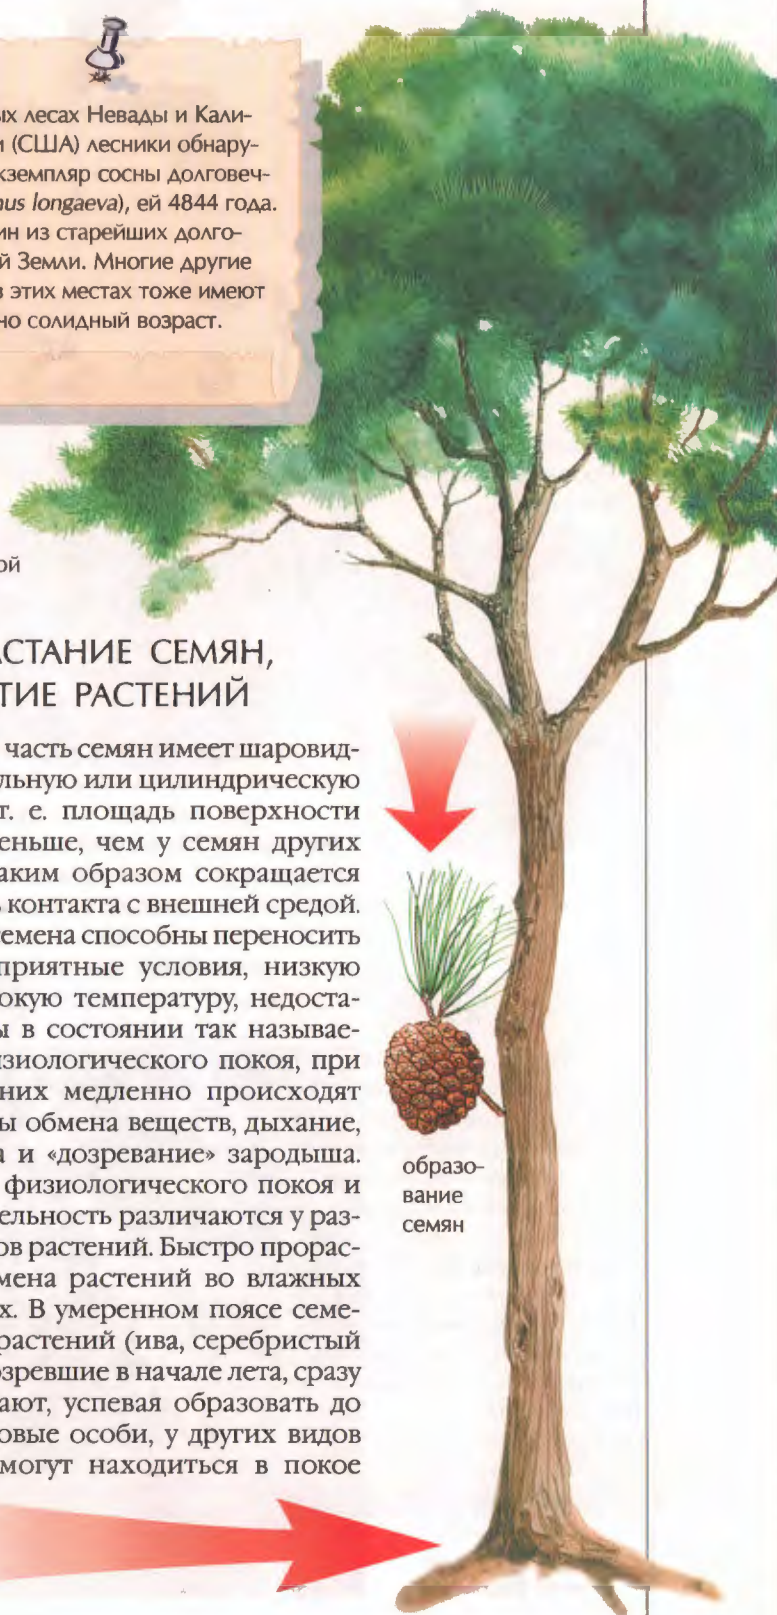 ых лесах Невады и Кали-
и (США) лесники обнару-
кземпляр сосны долговеч-
nus longaeva), ей 4844 года.
ин из старейших долго-
й Земли. Многие другие
в этих местах тоже имеют
но солидный возраст.
ой
АСТАНИЕ СЕМЯН,
ТИЕ РАСТЕНИЙ
часть семян имеет шаровид-
льную или цилиндрическую
т. е. площадь поверхности
еньше, чем у семян других
аким образом сокращается
ь контакта с внешней средой.
семена способны переносить
приятные условия, низкую
окую температуру, недоста-
ы в состоянии так называе-
изиологического покоя, при
них медленно происходят
ы обмена веществ, дыхание,
а и «дозревание» зародыша.
физиологического покоя и
ельность различаются у раз-
ов растений. Быстро прорас-
мена растений во влажных
х. В умеренном поясе семе-
растений (ива, серебристый
озревшие в начале лета, сразу
ают, успевая образовать до
овые особи, у других видов
могут находиться в покое
образо-
вание
семян